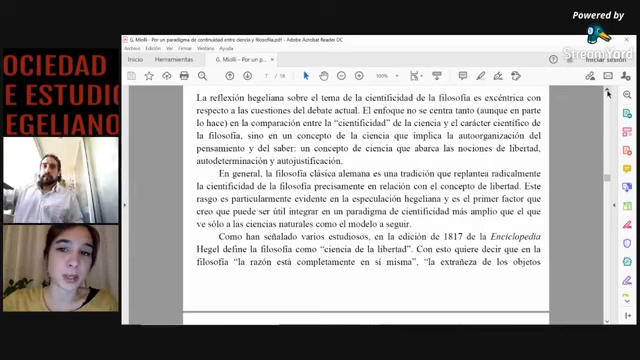 Powered by
StreamYard
OCIEDAD
E ESTUDIO
EGELIANO
G. Miolli - Por un paradigma de continuidad entre ciencia y filosofía.pdf - Adobe Acrobat Reader DC
Archivo Edición Ver Firmar Ventana Ayuda
Inicio Herramientas G. Miolli - Por un pa... Iniciar sesión
7 / 18 100%
La reflexión hegeliana sobre el tema de la cientificidad de la filosofía es excéntrica con
respecto a las cuestiones del debate actual. El enfoque no se centra tanto (aunque en parte
lo hace) en la comparación entre la “cientificidad” de la ciencia y el carácter científico de
la filosofía, sino en un concepto de la ciencia que implica la autoorganización del
pensamiento y del saber: un concepto de ciencia que abarca las nociones de libertad,
autodeterminación y autojustificación.
En general, la filosofía clásica alemana es una tradición que replantea radicalmente
la cientificidad de la filosofía precisamente en relación con el concepto de libertad. Este
rasgo es particularmente evidente en la especulación hegeliana y es el primer factor que
creo que puede ser útil integrar en un paradigma de cientificidad más amplio que el que
ve sólo a las ciencias naturales como el modelo a seguir.
Como han señalado varios estudiosos, en la edición de 1817 de la Enciclopedia
Hegel define la filosofía como “ciencia de la libertad”. Con esto quiere decir que en la
filosofía “la razón está completamente en sí misma”, “la extrañeza de los objetos